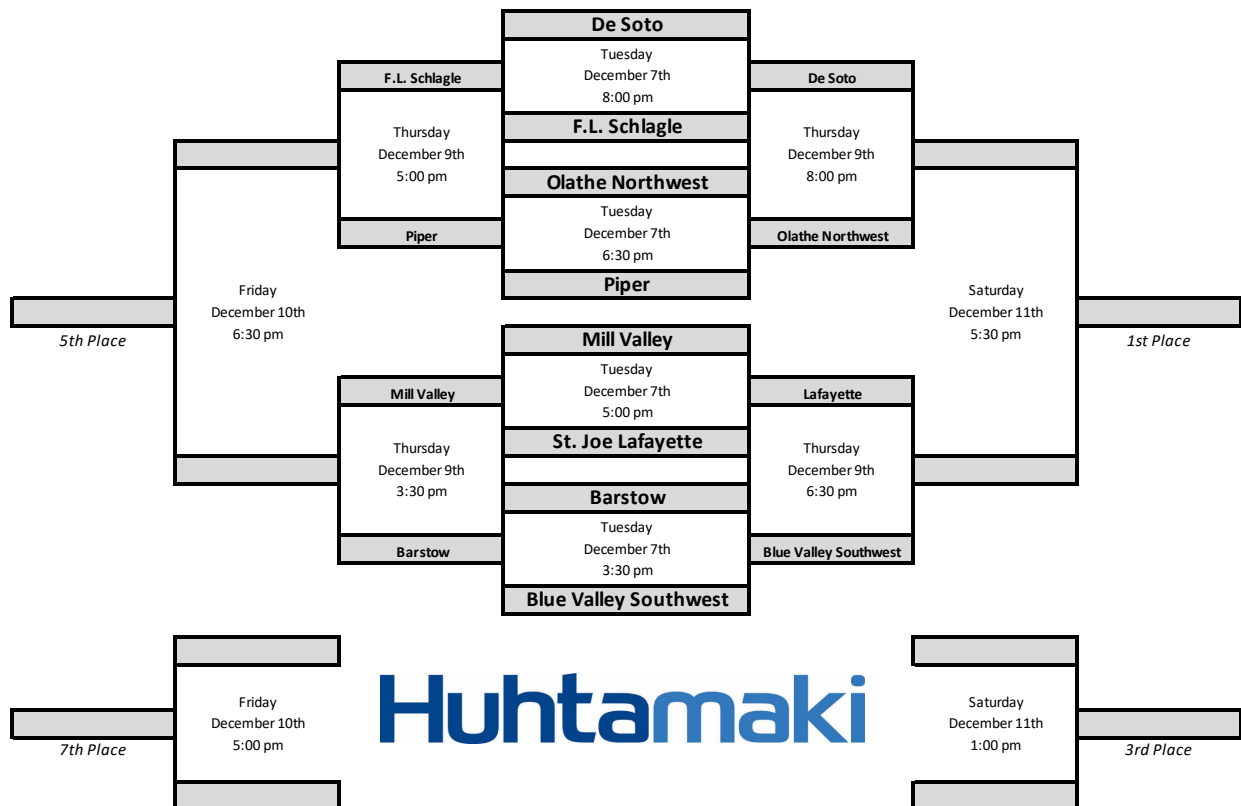 De Soto
Tuesday
December 7th
8:00 pm
F.L. Schlagle
F.L. Schlagle
Thursday
December 9th
5:00 pm
Piper
De Soto
Thursday
December 9th
8:00 pm
Olathe Northwest
Olathe Northwest
Tuesday
December 7th
6:30 pm
Piper
Friday
December 10th
6:30 pm
5th Place
Saturday
December 11th
5:30 pm
1st Place
Mill Valley
Tuesday
December 7th
5:00 pm
St. Joe Lafayette
Mill Valley
Thursday
December 9th
3:30 pm
Barstow
Lafayette
Thursday
December 9th
6:30 pm
Blue Valley Southwest
Barstow
Tuesday
December 7th
3:30 pm
Blue Valley Southwest
Friday
December 10th
5:00 pm
7th Place
Huhtamaki
Saturday
December 11th
1:00 pm
3rd Place